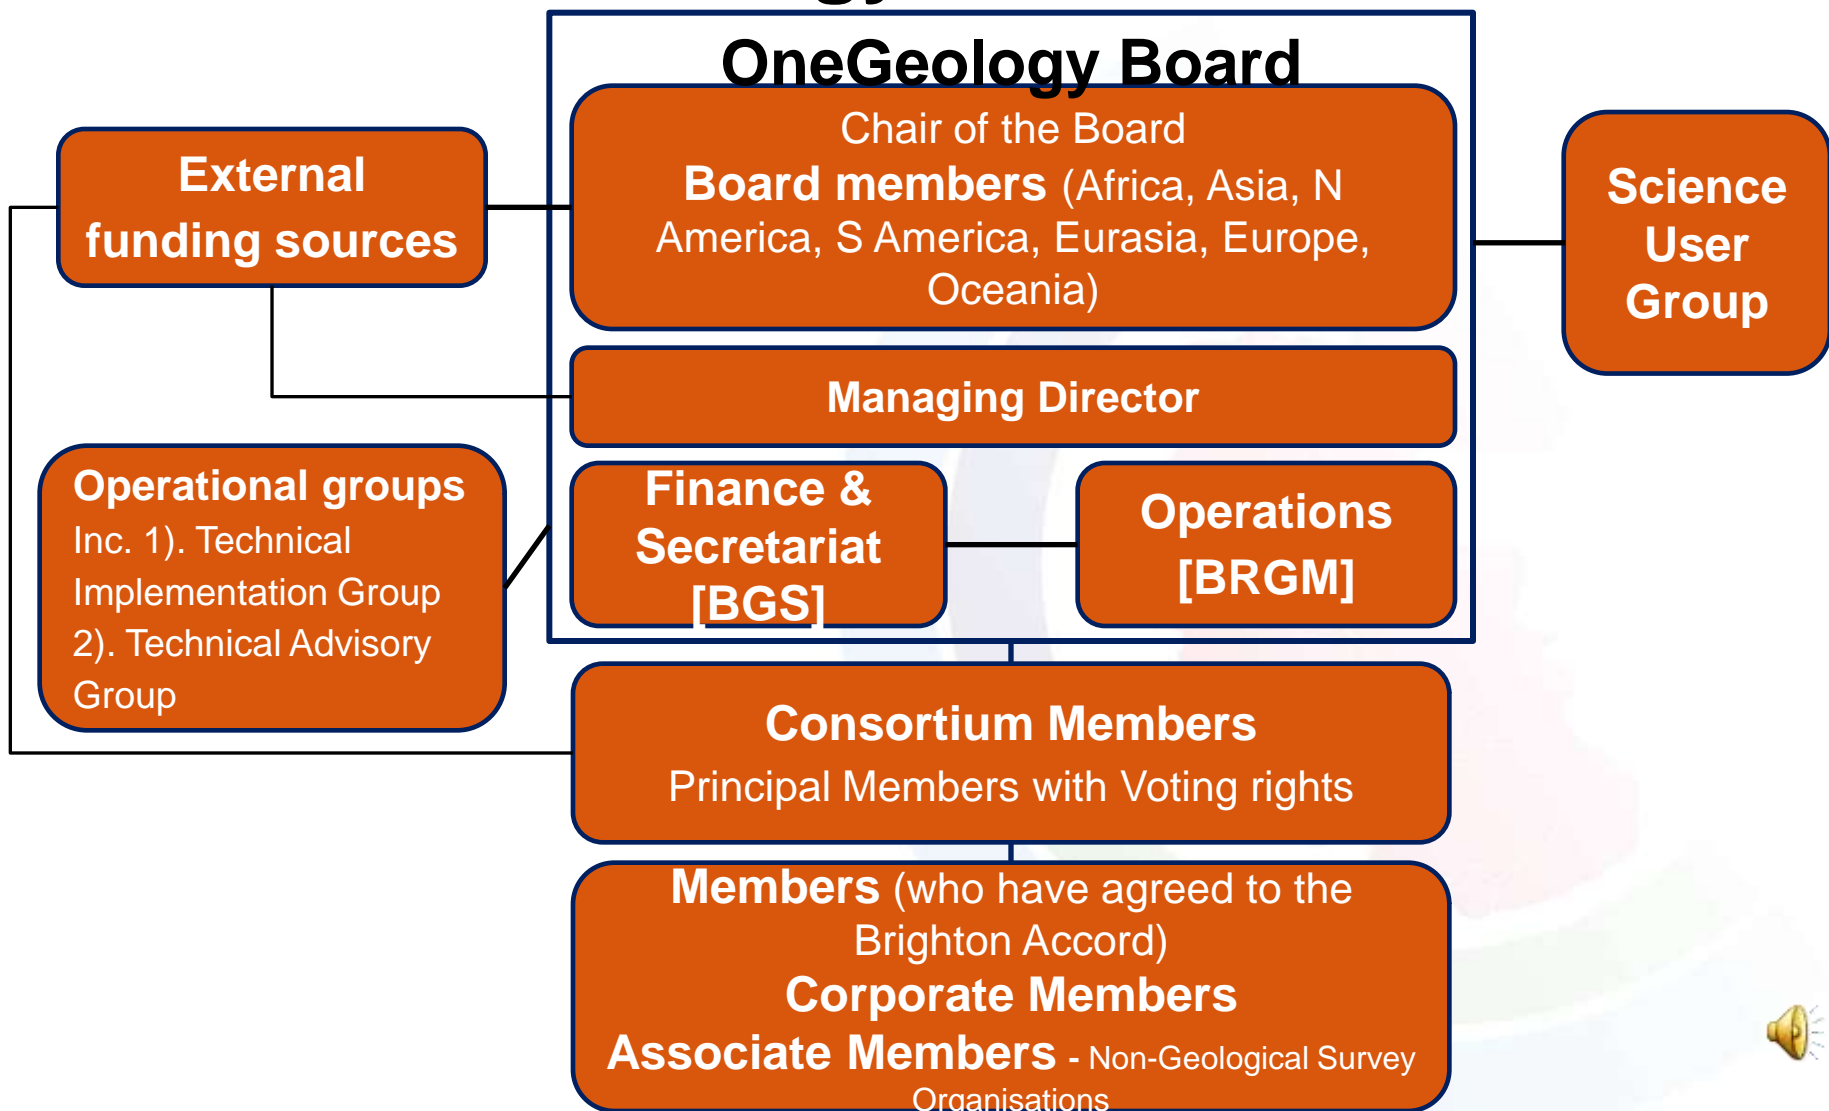 OneGeology Board
Chair of the Board
Board members (Africa, Asia, N
America, S America, Eurasia, Europe,
Oceania)
External
funding sources
Science
User
Group
Managing Director
Operational groups
Inc. 1). Technical
Implementation Group
2). Technical Advisory
Group
Finance &
Secretariat
[BGS]
Operations
[BRGM]
Consortium Members
Principal Members with Voting rights
Members (who have agreed to the
Brighton Accord)
Corporate Members
Associate Members - Non-Geological Survey
Organisations